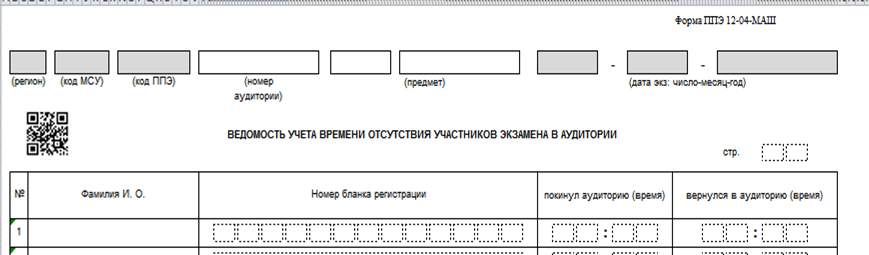 Форма ППЭ 12-04-МАШ
- -
(регион) (код МСУ) (код ППЭ) (номер аудитории) (предмет) (дата экз: число-месяц-год)
ВЕДОМОСТЬ УЧЕТА ВРЕМЕНИ ОТСУТСТВИЯ УЧАСТНИКОВ ЭКЗАМЕНА В АУДИТОРИИ
стр.
№ Фамилия И. О. Номер бланка регистрации покинул аудиторию (время) вернулся в аудиторию (время)
1 : :